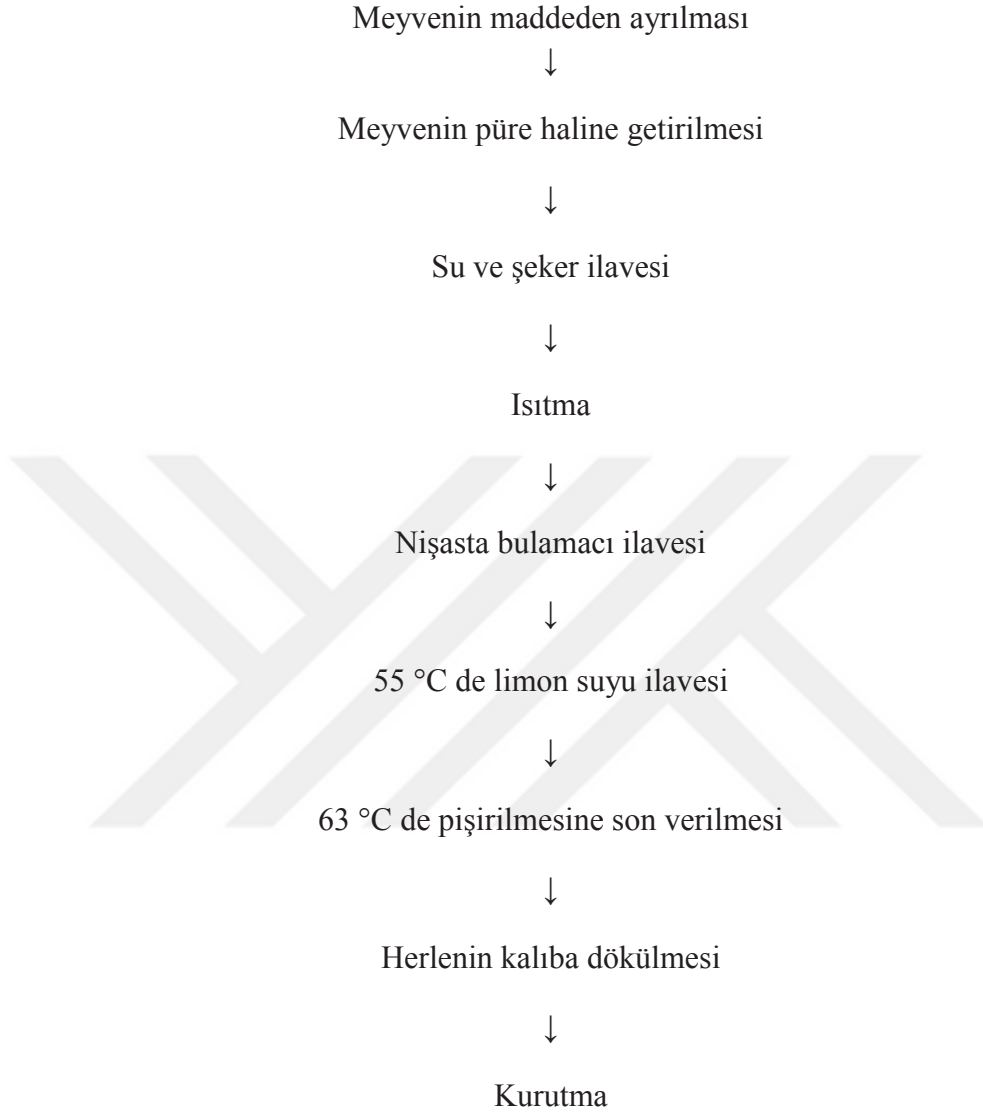 Meyvenin maddeden ayrılması
↓
Meyvenin püre haline getirilmesi
↓
Su ve şeker ilavesi
↓
Isıtma
↓
Nişasta bulamacı ilavesi
↓
55 °C de limon suyu ilavesi
↓
63 °C de pişirilmesine son verilmesi
↓
Herlenin kalıba dökülmesi
↓
Kurutma